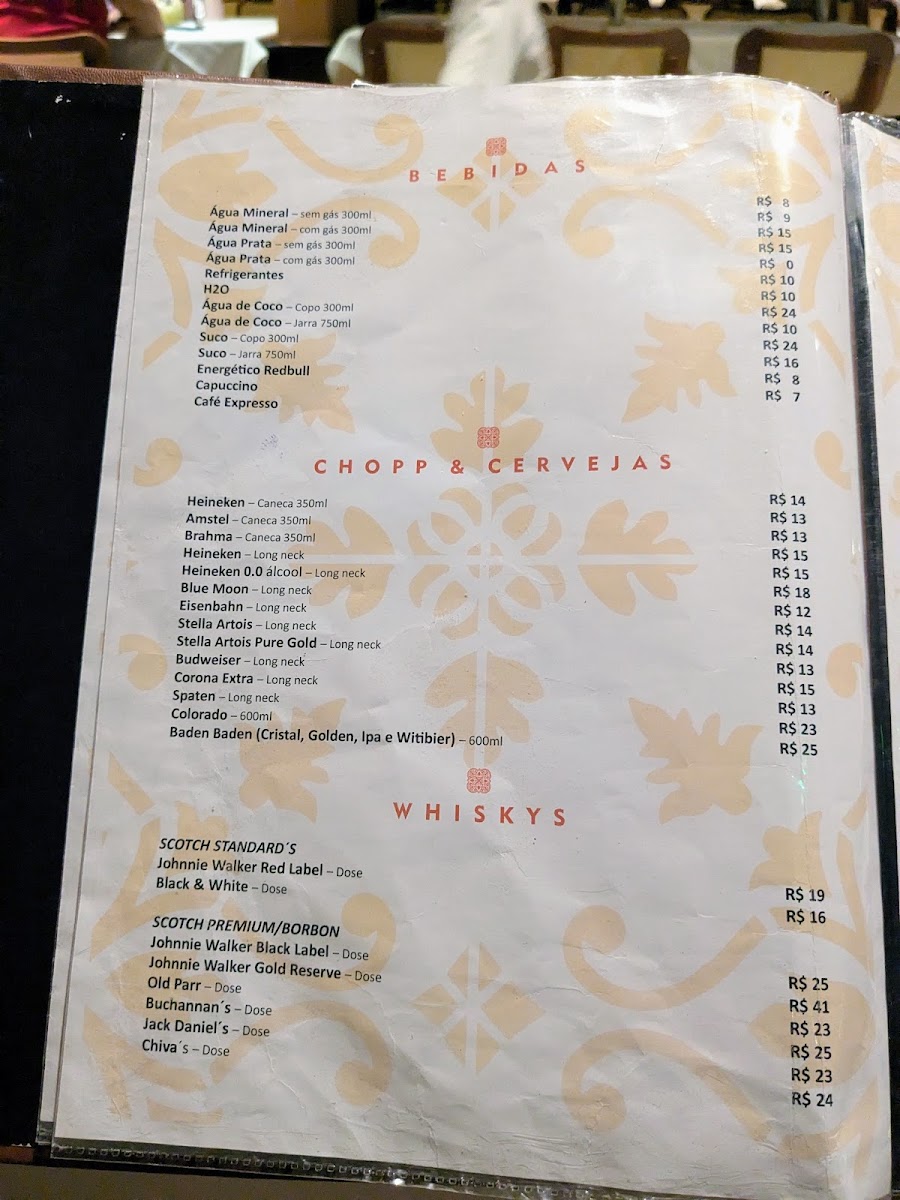 BEBIDAS
Água Mineral – sem gás 300ml R$ 8
Água Mineral – com gás 300ml R$ 9
Água Prata – sem gás 300ml R$ 15
Água Prata – com gás 300ml R$ 15
Refrigerantes R$ 0
H2O R$ 10
Água de Coco – Copo 300ml R$ 10
Água de Coco – Jarra 750ml R$ 24
Suco – Copo 300ml R$ 10
Suco – Jarra 750ml R$ 24
Energético Redbull R$ 16
Capuccino R$ 8
Café Expresso R$ 7
CHOPP & CERVEJAS
Heineken – Caneca 350ml R$ 14
Amstel – Caneca 350ml R$ 13
Brahma – Caneca 350ml R$ 13
Heineken – Long neck R$ 15
Heineken 0.0 álcool – Long neck R$ 15
Blue Moon – Long neck R$ 18
Eisenbahn – Long neck R$ 12
Stella Artois – Long neck R$ 14
Stella Artois Pure Gold – Long neck R$ 14
Budweiser – Long neck R$ 13
Corona Extra – Long neck R$ 15
Spaten – Long neck R$ 13
Colorado – 600ml R$ 23
Baden Baden (Cristal, Golden, Ipa e Witibier) – 600ml R$ 25
WHISKYS
SCOTCH STANDARD´S
Johnnie Walker Red Label – Dose R$ 19
Black & White – Dose R$ 16
SCOTCH PREMIUM/BORBON
Johnnie Walker Black Label – Dose R$ 25
Johnnie Walker Gold Reserve – Dose R$ 41
Old Parr – Dose R$ 23
Buchannan´s – Dose R$ 25
Jack Daniel´s – Dose R$ 23
Chiva´s – Dose R$ 24